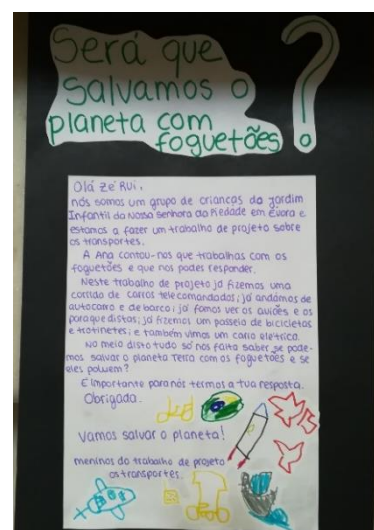 Será que
salvamos o
planeta com
foguetões ?
Olá Zé Rui,
nós somos um grupo de crianças do Jardim
Infantil da Nossa Senhora da Piedade em Évora e
estamos a fazer um trabalho de projeto sobre
os transportes.
A Ana contou-nos que trabalhas com os
foguetões e que nos podes responder.
Neste trabalho de projeto já fizemos uma
corrida de carros telecomandados; já andámos de
autocarro e de barco; já fomos ver os aviões e os
paraquedistas; já fizemos um passeio de bicicletas
e trotinetes; e também vimos um carro elétrico.
No meio disto tudo só nos falta saber se pode-
mos salvar o planeta Terra com os foguetões e se
eles poluem?
É importante para nós termos a tua resposta.
Obrigada.
Vamos salvar o planeta!
meninos do trabalho de projeto
os transportes.